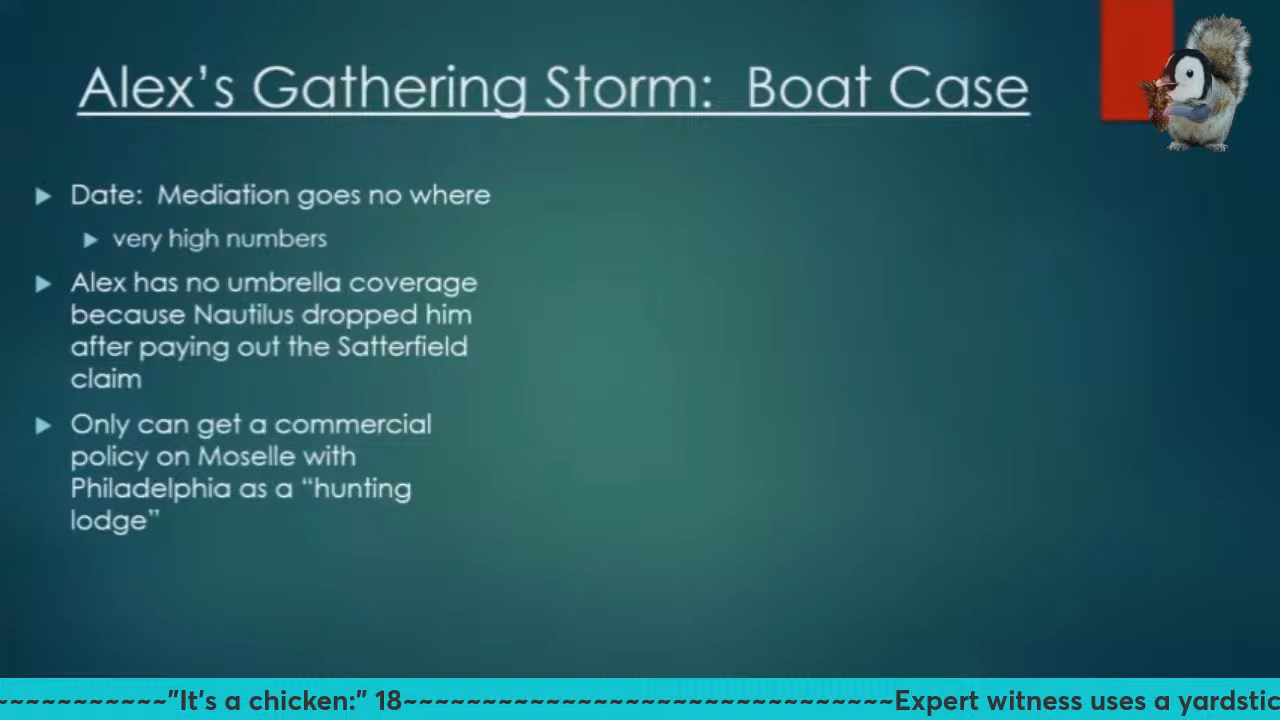 Alex’s Gathering Storm:  Boat Case
Date:  Mediation goes no where
very high numbers
Alex has no umbrella coverage
because Nautilus dropped him
after paying out the Satterfield
claim
Only can get a commercial
policy on Moselle with
Philadelphia as a “hunting
lodge”
~~~~~~~~~~~"It's a chicken:" 18~~~~~~~~~~~~~~~~~~~~~~~~~~~~~~~Expert witness uses a yardstic